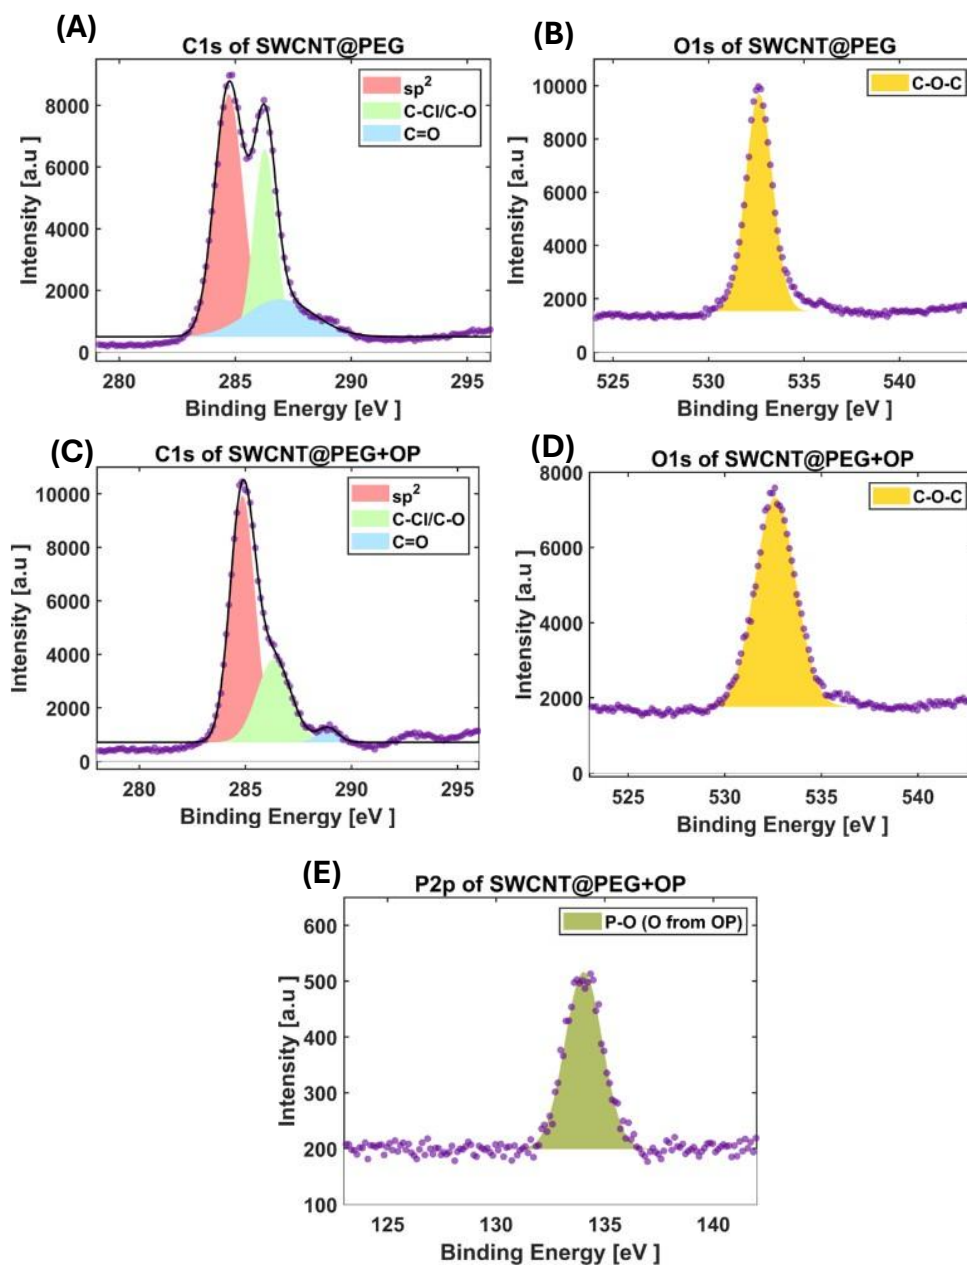 (A)
C1s of SWCNT@PEG
sp²
C-Cl/C-O
C=O
Intensity [a.u ]
8000
6000
4000
2000
0
280
285
290
295
Binding Energy [eV ]
(B)
O1s of SWCNT@PEG
C-O-C
Intensity [a.u ]
10000
8000
6000
4000
2000
0
525
530
535
540
Binding Energy [eV ]
(C)
C1s of SWCNT@PEG+OP
sp²
C-Cl/C-O
C=O
Intensity [a.u ]
10000
8000
6000
4000
2000
0
280
285
290
295
Binding Energy [eV ]
(D)
O1s of SWCNT@PEG+OP
C-O-C
Intensity [a.u ]
8000
6000
4000
2000
0
525
530
535
540
Binding Energy [eV ]
(E)
P2p of SWCNT@PEG+OP
P-O (O from OP)
Intensity [a.u ]
600
500
400
300
200
100
125
130
135
140
Binding Energy [eV ]